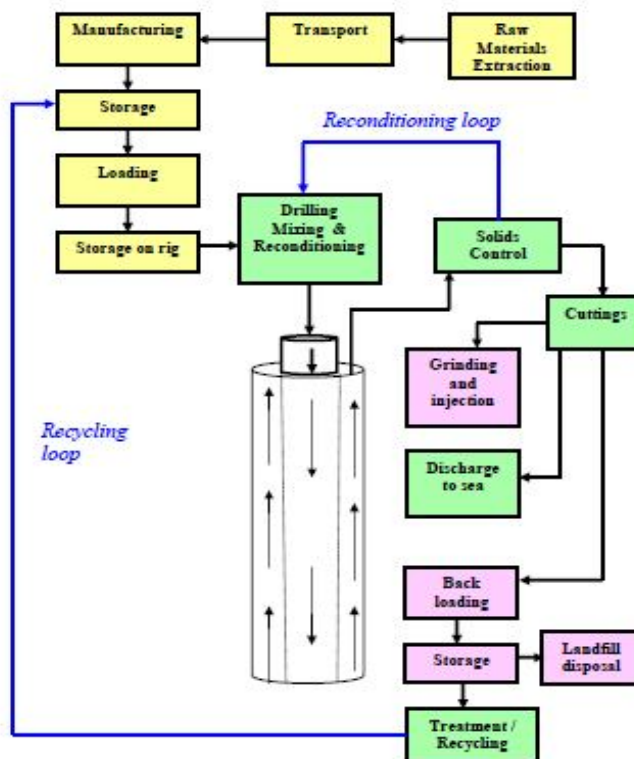 Manufacturing
Transport
Raw
Materials
Extraction
Storage
Reconditioning loop
Loading
Drilling
Mixing &
Reconditioning
Solids
Control
Storage on rig
Cuttings
Grinding
and
injection
Recycling
loop
Discharge
to sea
Back
loading
Storage
Landfill
disposal
Treatment /
Recycling